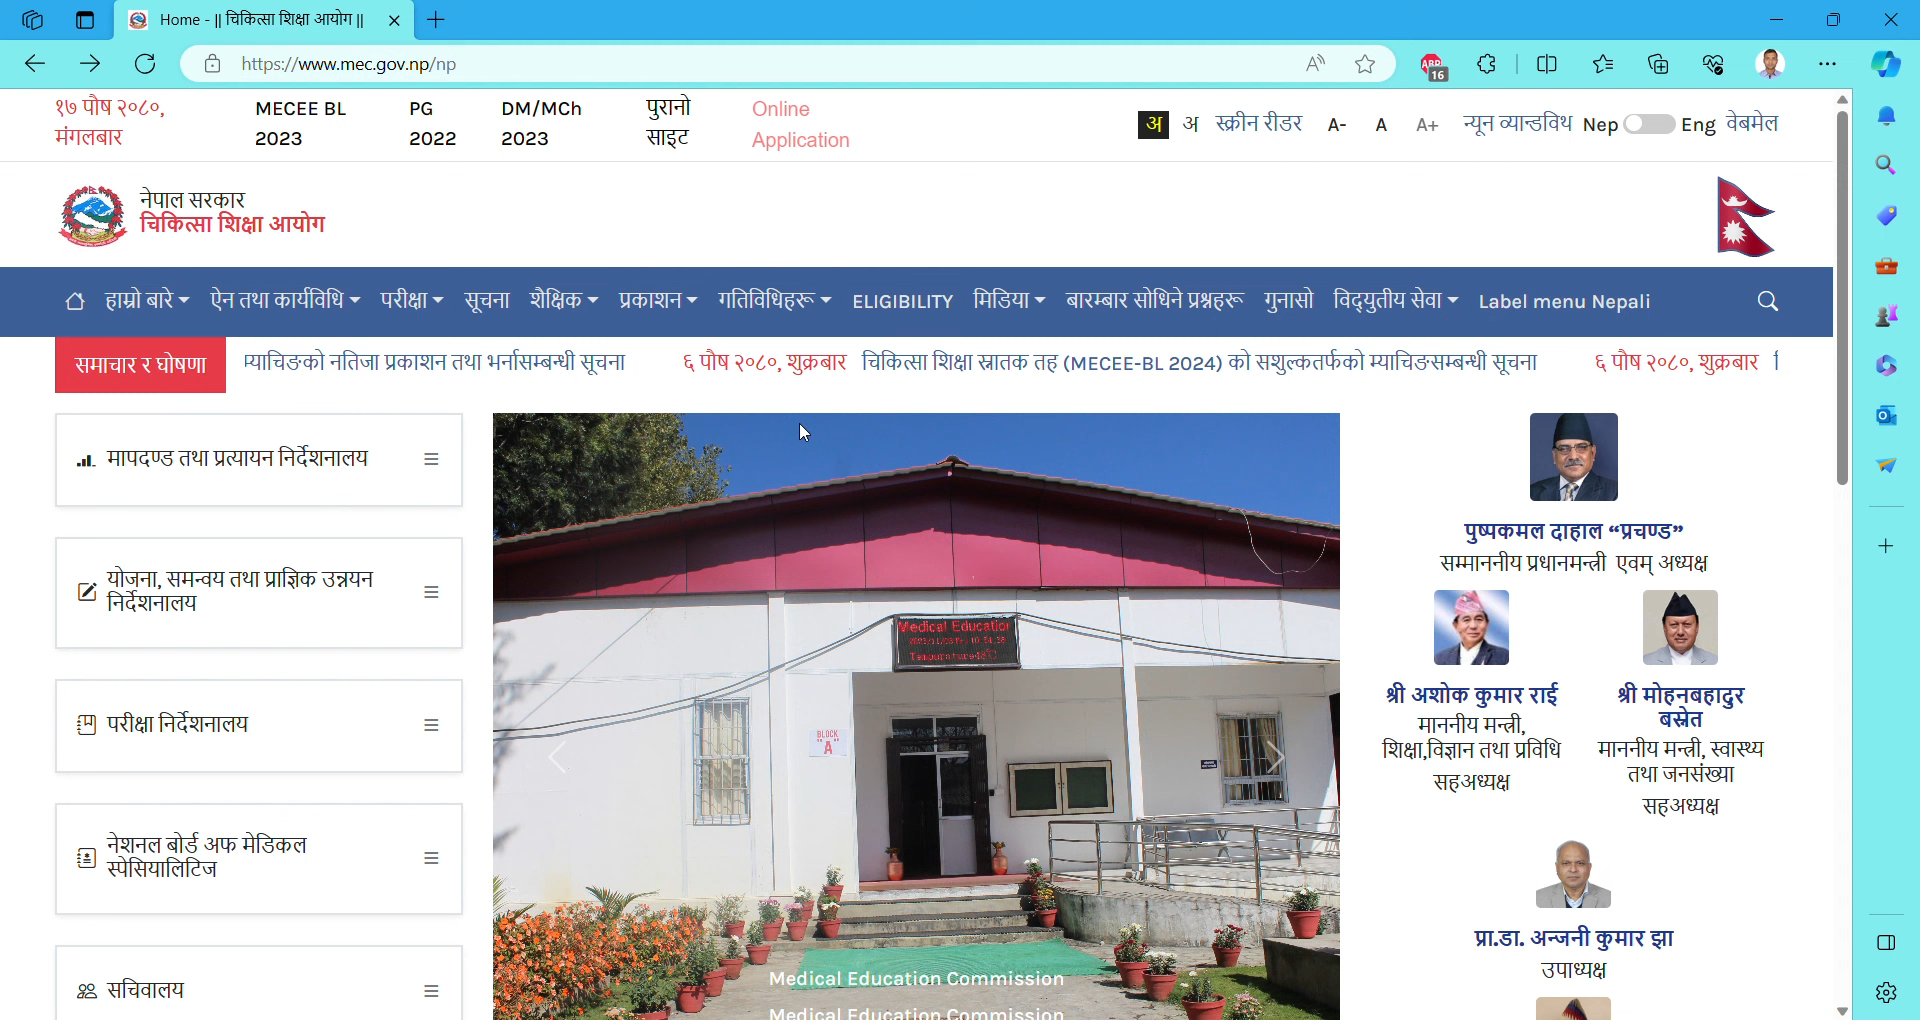 Home - || चिकित्सा शिक्षा आयोग ||
https://www.mec.gov.np/np
16
१७ पौष २०८०, मंगलबार
MECEE BL 2023
PG 2022
DM/MCh 2023
पुरानो साइट
Online Application
अ अ स्क्रीन रीडर A- A A+ न्यून व्यान्डविथ Nep Eng वेबमेल
नेपाल सरकार
चिकित्सा शिक्षा आयोग
हाम्रो बारे ऐन तथा कार्यविधि परीक्षा सूचना शैक्षिक प्रकाशन गतिविधिहरू ELIGIBILITY मिडिया बारम्बार सोधिने प्रश्नहरू गुनासो विद्युतीय सेवा Label menu Nepali
समाचार र घोषणा म्याचिङको नतिजा प्रकाशन तथा भर्नासम्बन्धी सूचना ६ पौष २०८०, शुक्रबार चिकित्सा शिक्षा स्नातक तह (MECEE-BL 2024) को सशुल्कतर्फको म्याचिङसम्बन्धी सूचना ६ पौष २०८०, शुक्रबार
मापदण्ड तथा प्रत्यायन निर्देशनालय
योजना, समन्वय तथा प्राज्ञिक उन्नयन
निर्देशनालय
परीक्षा निर्देशनालय
नेशनल बोर्ड अफ मेडिकल
स्पेसियालिटिज
सचिवालय
Medical Education
BLOCK
"A"
Medical Education Commission
Medical Education Commission
पुष्पकमल दाहाल “प्रचण्ड”
सम्माननीय प्रधानमन्त्री एवम् अध्यक्ष
श्री अशोक कुमार राई
माननीय मन्त्री,
शिक्षा,विज्ञान तथा प्रविधि
सहअध्यक्ष
श्री मोहनबहादुर
बस्नेत
माननीय मन्त्री, स्वास्थ्य
तथा जनसंख्या
सहअध्यक्ष
प्रा.डा. अन्जनी कुमार झा
उपाध्यक्ष